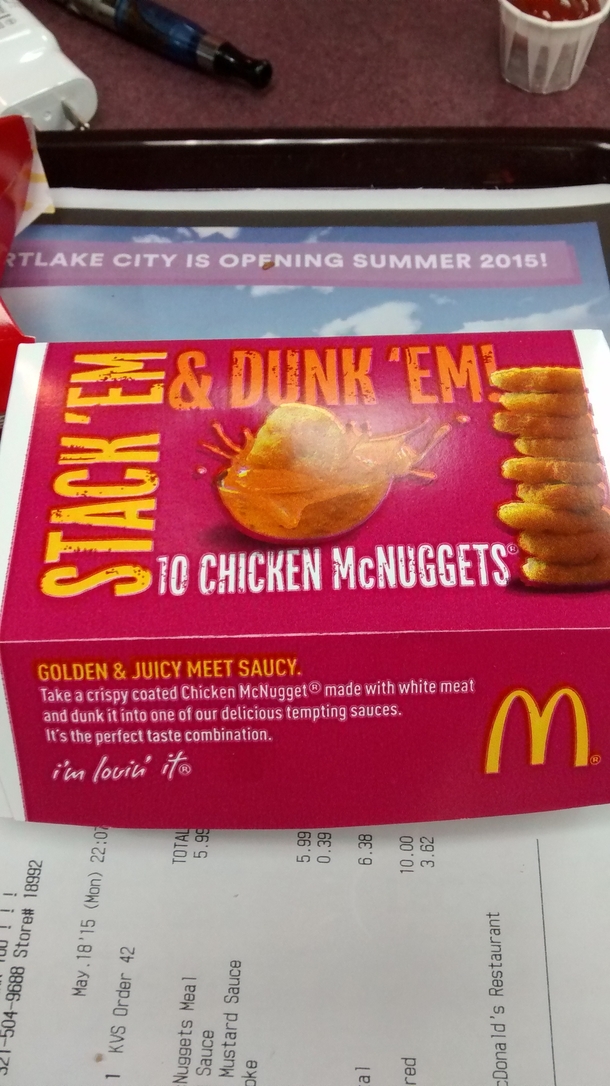 RTLAKE CITY IS OPENING SUMMER 2015!
STACK 'EM
& DUNK 'EM!
10 CHICKEN McNUGGETS®
GOLDEN & JUICY MEET SAUCY.
Take a crispy coated Chicken McNugget® made with white meat
and dunk it into one of our delicious tempting sauces.
It's the perfect taste combination.
i'm lovin' it®
M®
321-504-9688 Store# 18992
May.18'15 (Mon) 22:07
1 KVS Order 42
TOTAL
Nuggets Meal 5.99
Sauce
Mustard Sauce
oke
5.99
0.39
al 6.38
red 10.00
3.62
cDonald's Restaurant